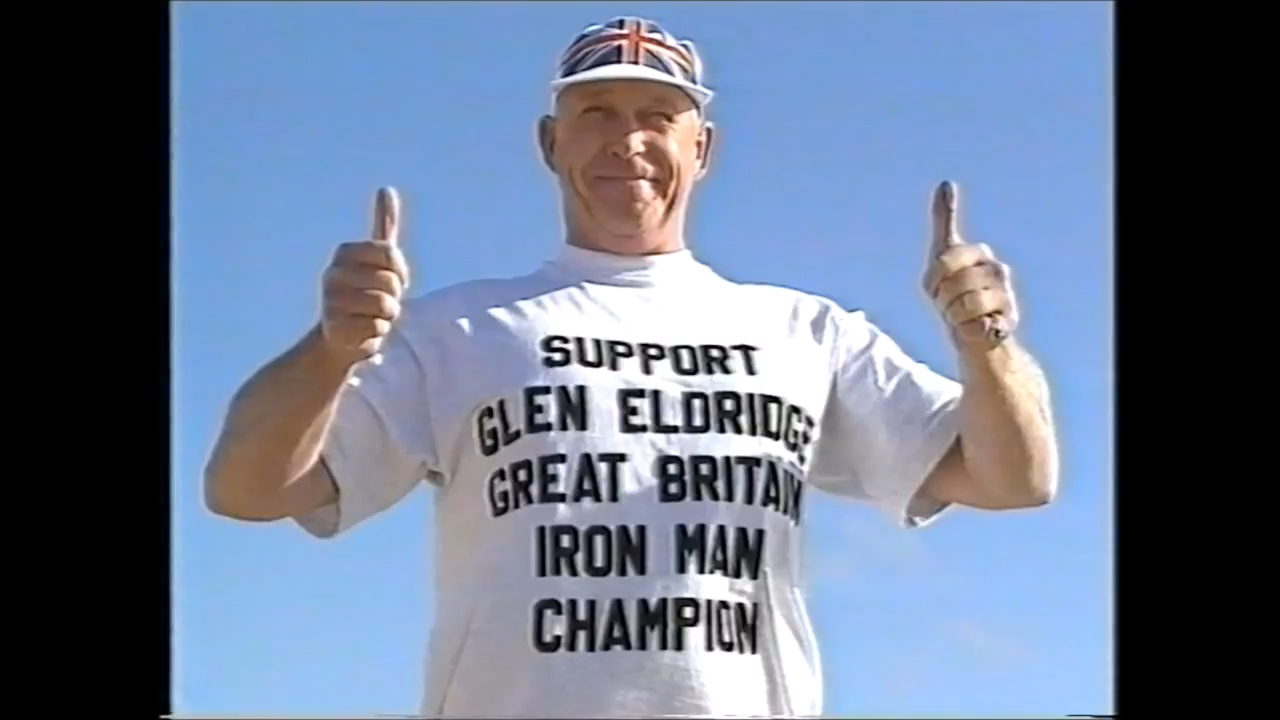 SUPPORT
GLEN ELDRIDGE
GREAT BRITAIN
IRON MAN
CHAMPION